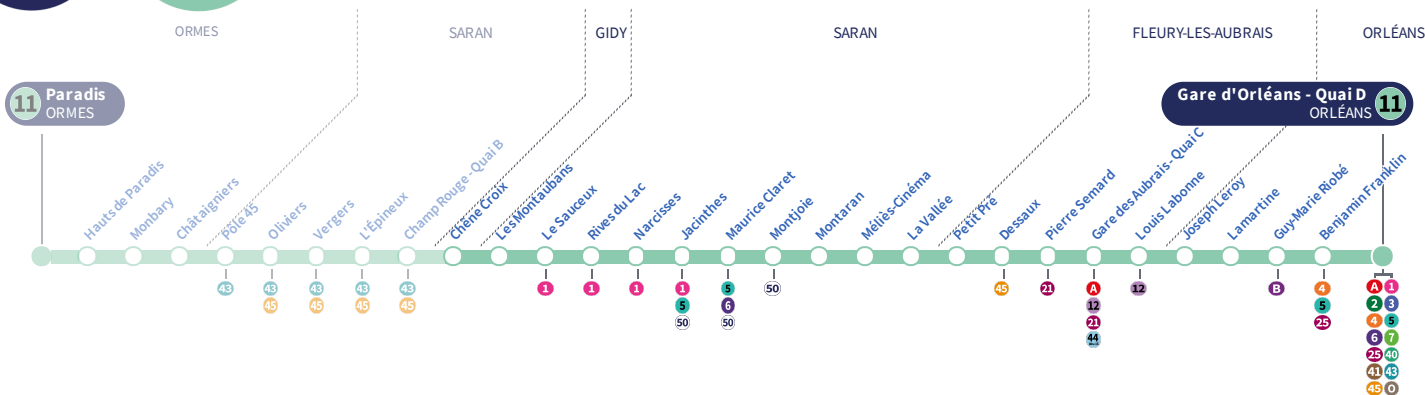 ORMES
SARAN
GIDY
SARAN
FLEURY-LES-AUBRAIS
ORLÉANS
11 Paradis
ORMES
Gare d'Orléans - Quai D 11
ORLÉANS
Hauts de Paradis
Monbary
Châtaigniers
Pôle 45
Oliviers
Vergers
L'Épineux
Champ Rouge - Quai B
Chêne Croix
Les Montaubans
Le Sauceux
Rives du Lac
Narcisses
Jacinthes
Maurice Claret
Montjoie
Montaran
Méliès-Cinéma
La Vallée
Petit Pré
Dessaux
Pierre Semard
Gare des Aubrais - Quai C
Louis Labonne
Joseph Leroy
Lamartine
Guy-Marie Riobé
Benjamin Franklin
43 43 43 43 43 1 1 1 1 5 50 45 21 A 12 B 4 A 1
45 45 45 45 5 6 12 5 2 3
50 50 21 25 4 5
44 6 7
25 40
41 43
45 O